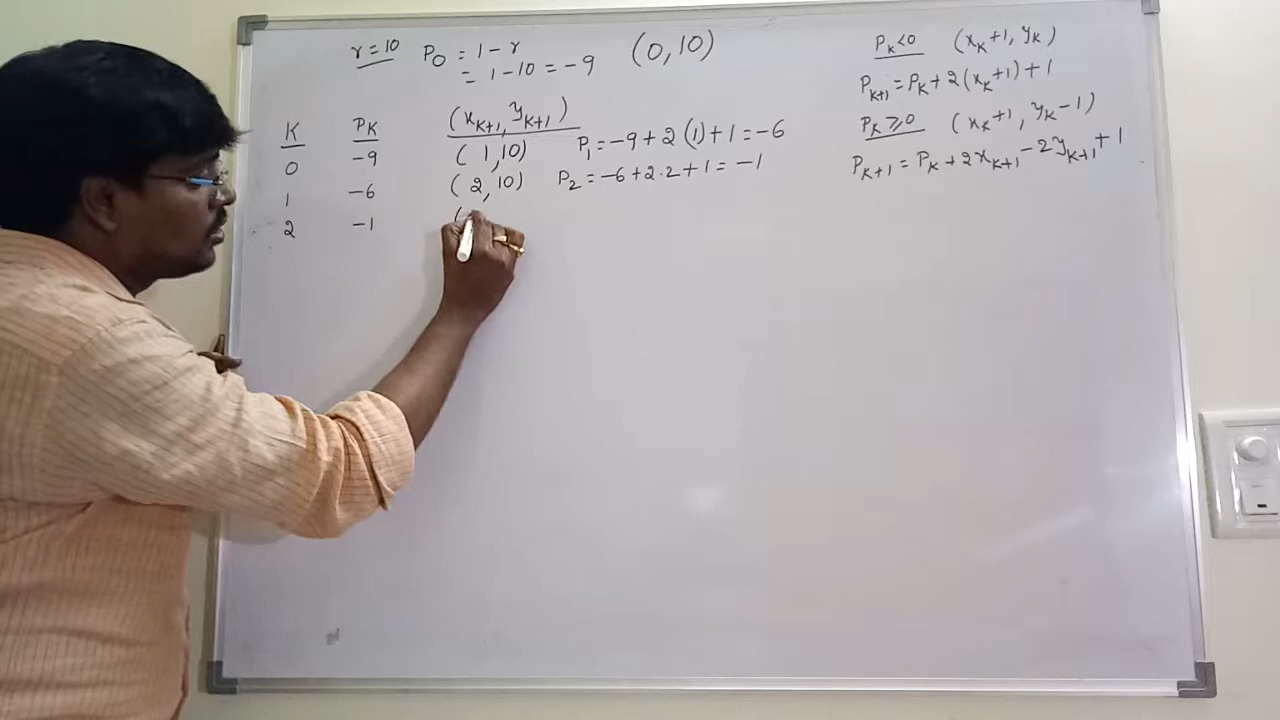 r = 10 P₀ = 1 - r (0, 10)
= 1 - 10 = -9
K Pₖ (xₖ₊₁, yₖ₊₁)
0 -9 (1, 10) P₁ = -9 + 2(1) + 1 = -6
1 -6 (2, 10) P₂ = -6 + 2·2 + 1 = -1
2 -1 (
Pₖ < 0 (xₖ+1, yₖ)
Pₖ₊₁ = Pₖ + 2(xₖ+1) + 1
Pₖ ≥ 0 (xₖ+1, yₖ-1)
Pₖ₊₁ = Pₖ + 2xₖ₊₁ - 2yₖ₊₁ + 1